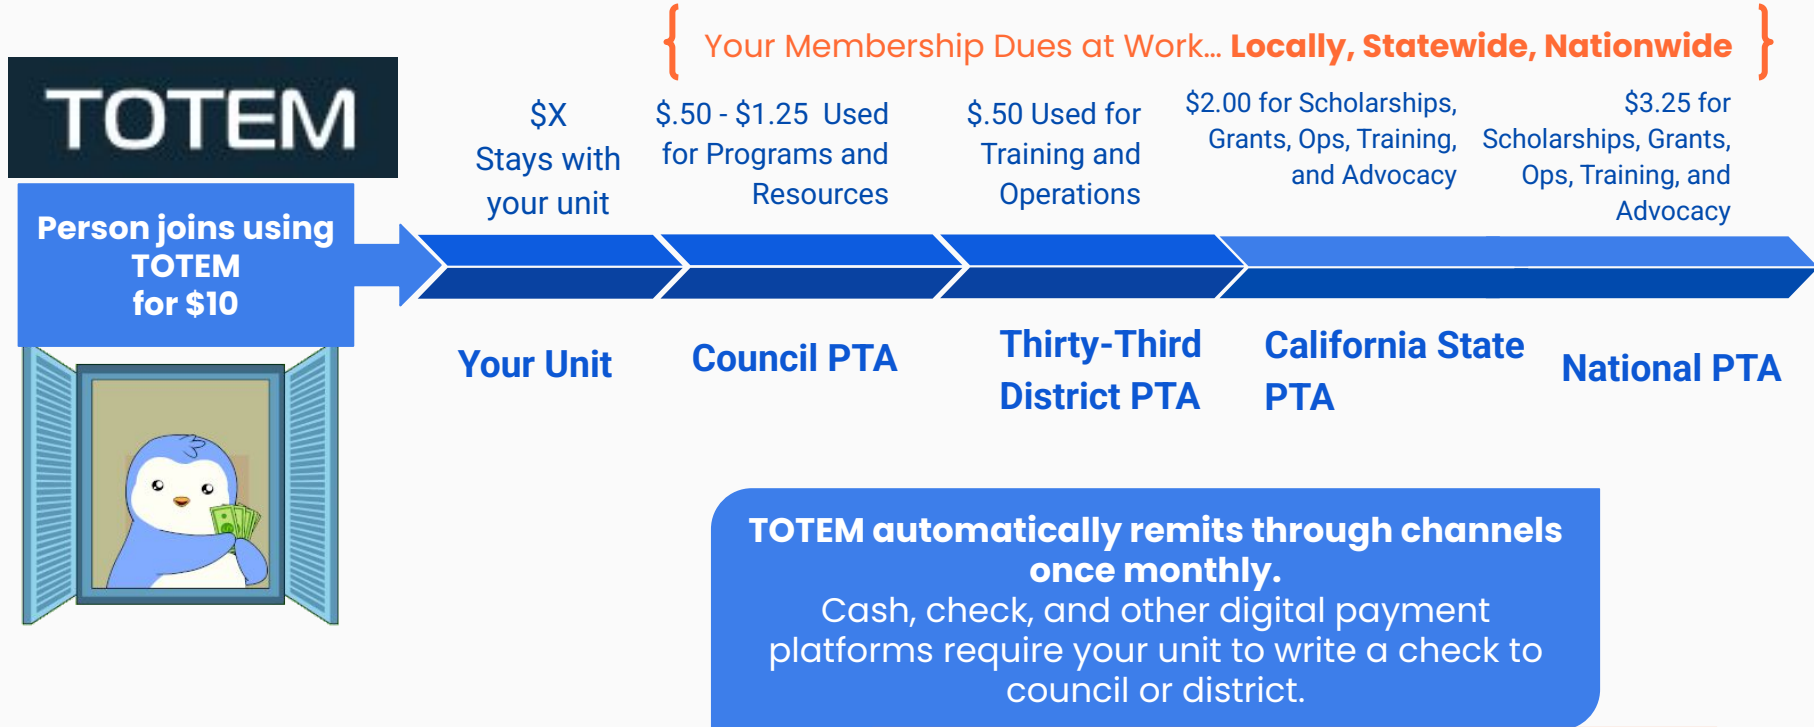 { Your Membership Dues at Work... Locally, Statewide, Nationwide }
TOTEM
Person joins using
TOTEM
for $10
$X
Stays with
your unit
$.50 - $1.25 Used
for Programs and
Resources
$.50 Used for
Training and
Operations
$2.00 for Scholarships,
Grants, Ops, Training,
and Advocacy
$3.25 for
Scholarships, Grants,
Ops, Training, and
Advocacy
Your Unit
Council PTA
Thirty-Third
District PTA
California State
PTA
National PTA
TOTEM automatically remits through channels
once monthly.
Cash, check, and other digital payment
platforms require your unit to write a check to
council or district.